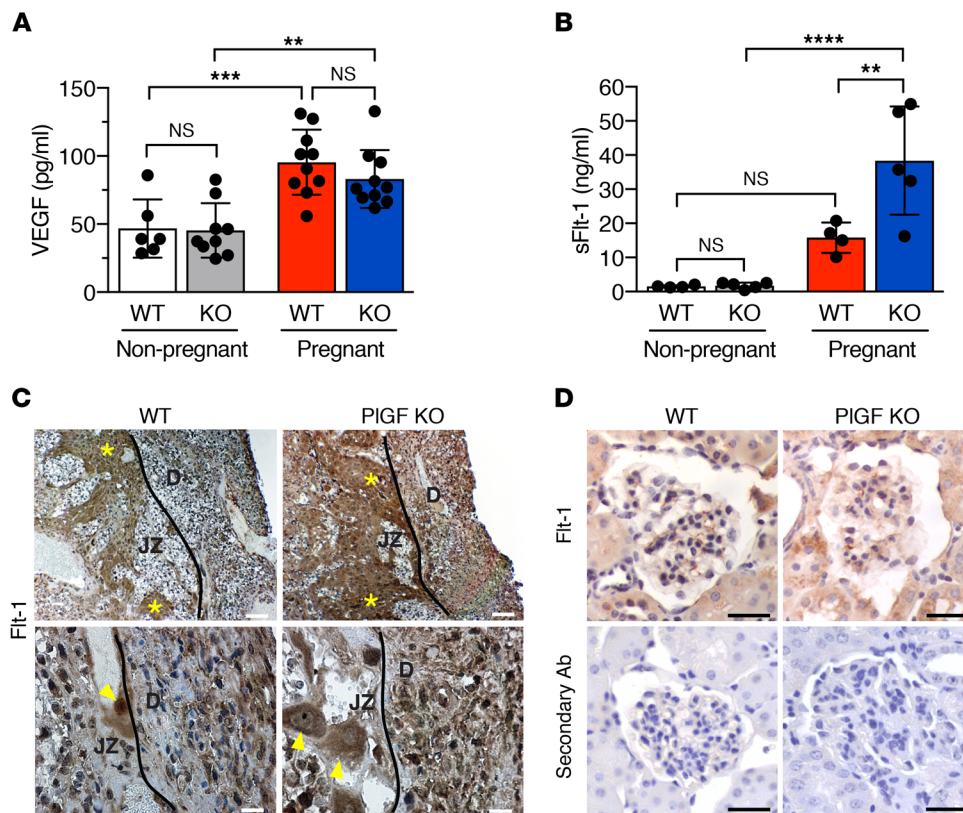 A
**
***
NS
NS
VEGF (pg/ml)
150
100
50
0
WT KO WT KO
Non-pregnant Pregnant
B
****
**
NS
NS
sFlt-1 (ng/ml)
60
50
40
30
20
10
0
WT KO WT KO
Non-pregnant Pregnant
C
WT PlGF KO
Flt-1
* D JZ *
* D JZ *
D JZ
D JZ
D
WT PlGF KO
Flt-1
Secondary Ab